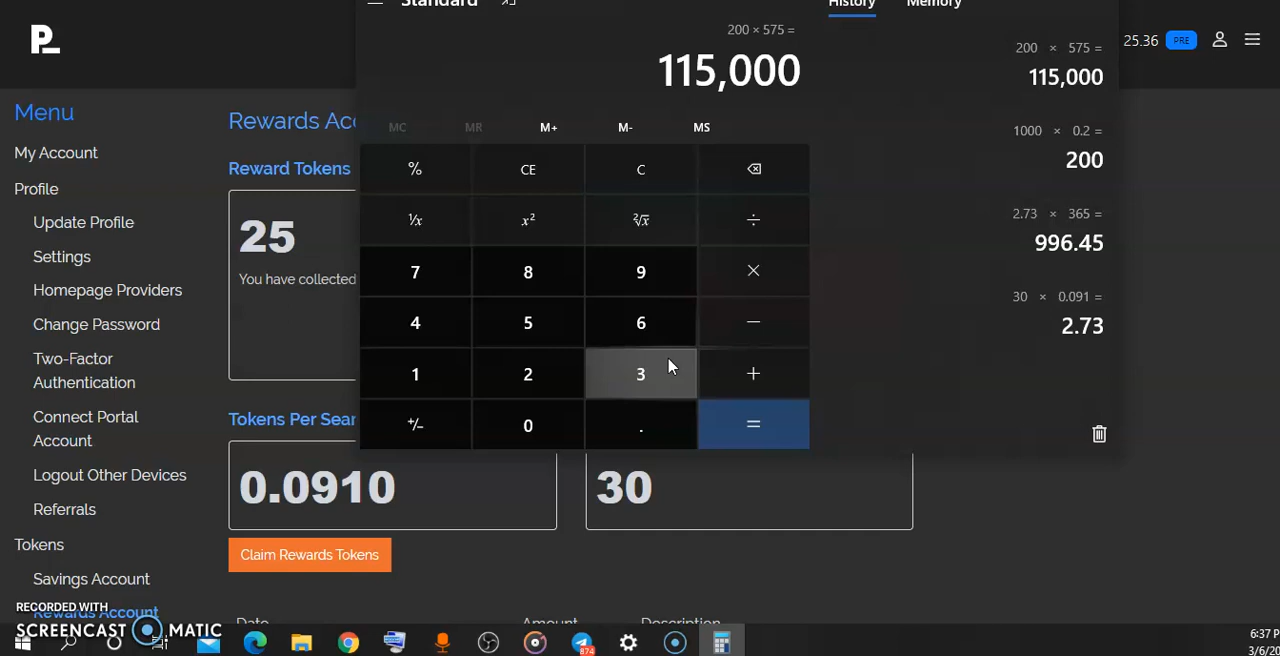 Standard
History
Memory
P_
25.36 PRE
200 × 575 =
115,000
200 × 575 =
115,000
1000 × 0.2 =
200
2.73 × 365 =
996.45
30 × 0.091 =
2.73
MC MR M+ M- MS
% CE C
¹/x x² ²√x ÷
7 8 9 ×
4 5 6 −
1 2 3 +
+/- 0 . =
Menu
My Account
Profile
Update Profile
Settings
Homepage Providers
Change Password
Two-Factor
Authentication
Connect Portal
Account
Logout Other Devices
Referrals
Tokens
Savings Account
Rewards Account
Rewards Acc
Reward Tokens
25
You have collected
Tokens Per Sear
0.0910
30
Claim Rewards Tokens
Date
Amount
Description
RECORDED WITH
SCREENCAST MATIC
874
6:37 P
3/6/20